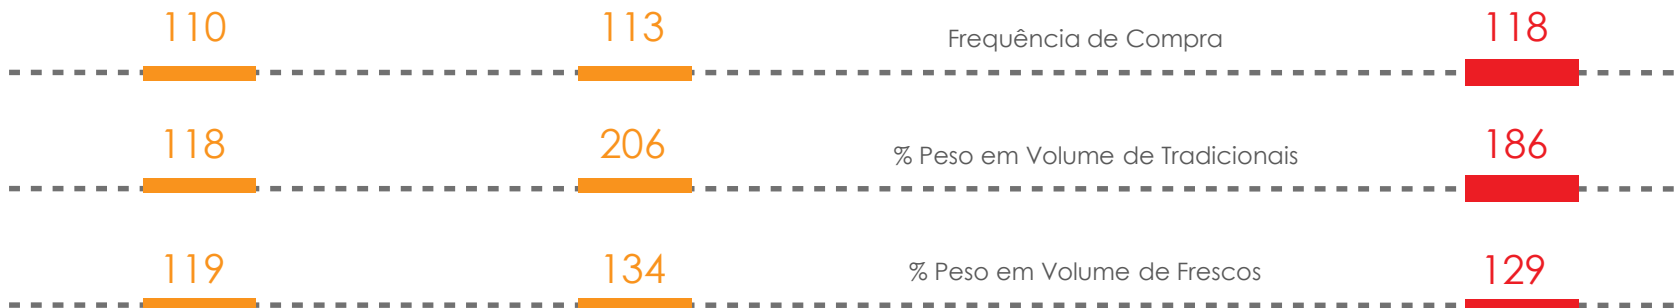 110 113 Frequência de Compra 118
118 206 % Peso em Volume de Tradicionais 186
119 134 % Peso em Volume de Frescos 129